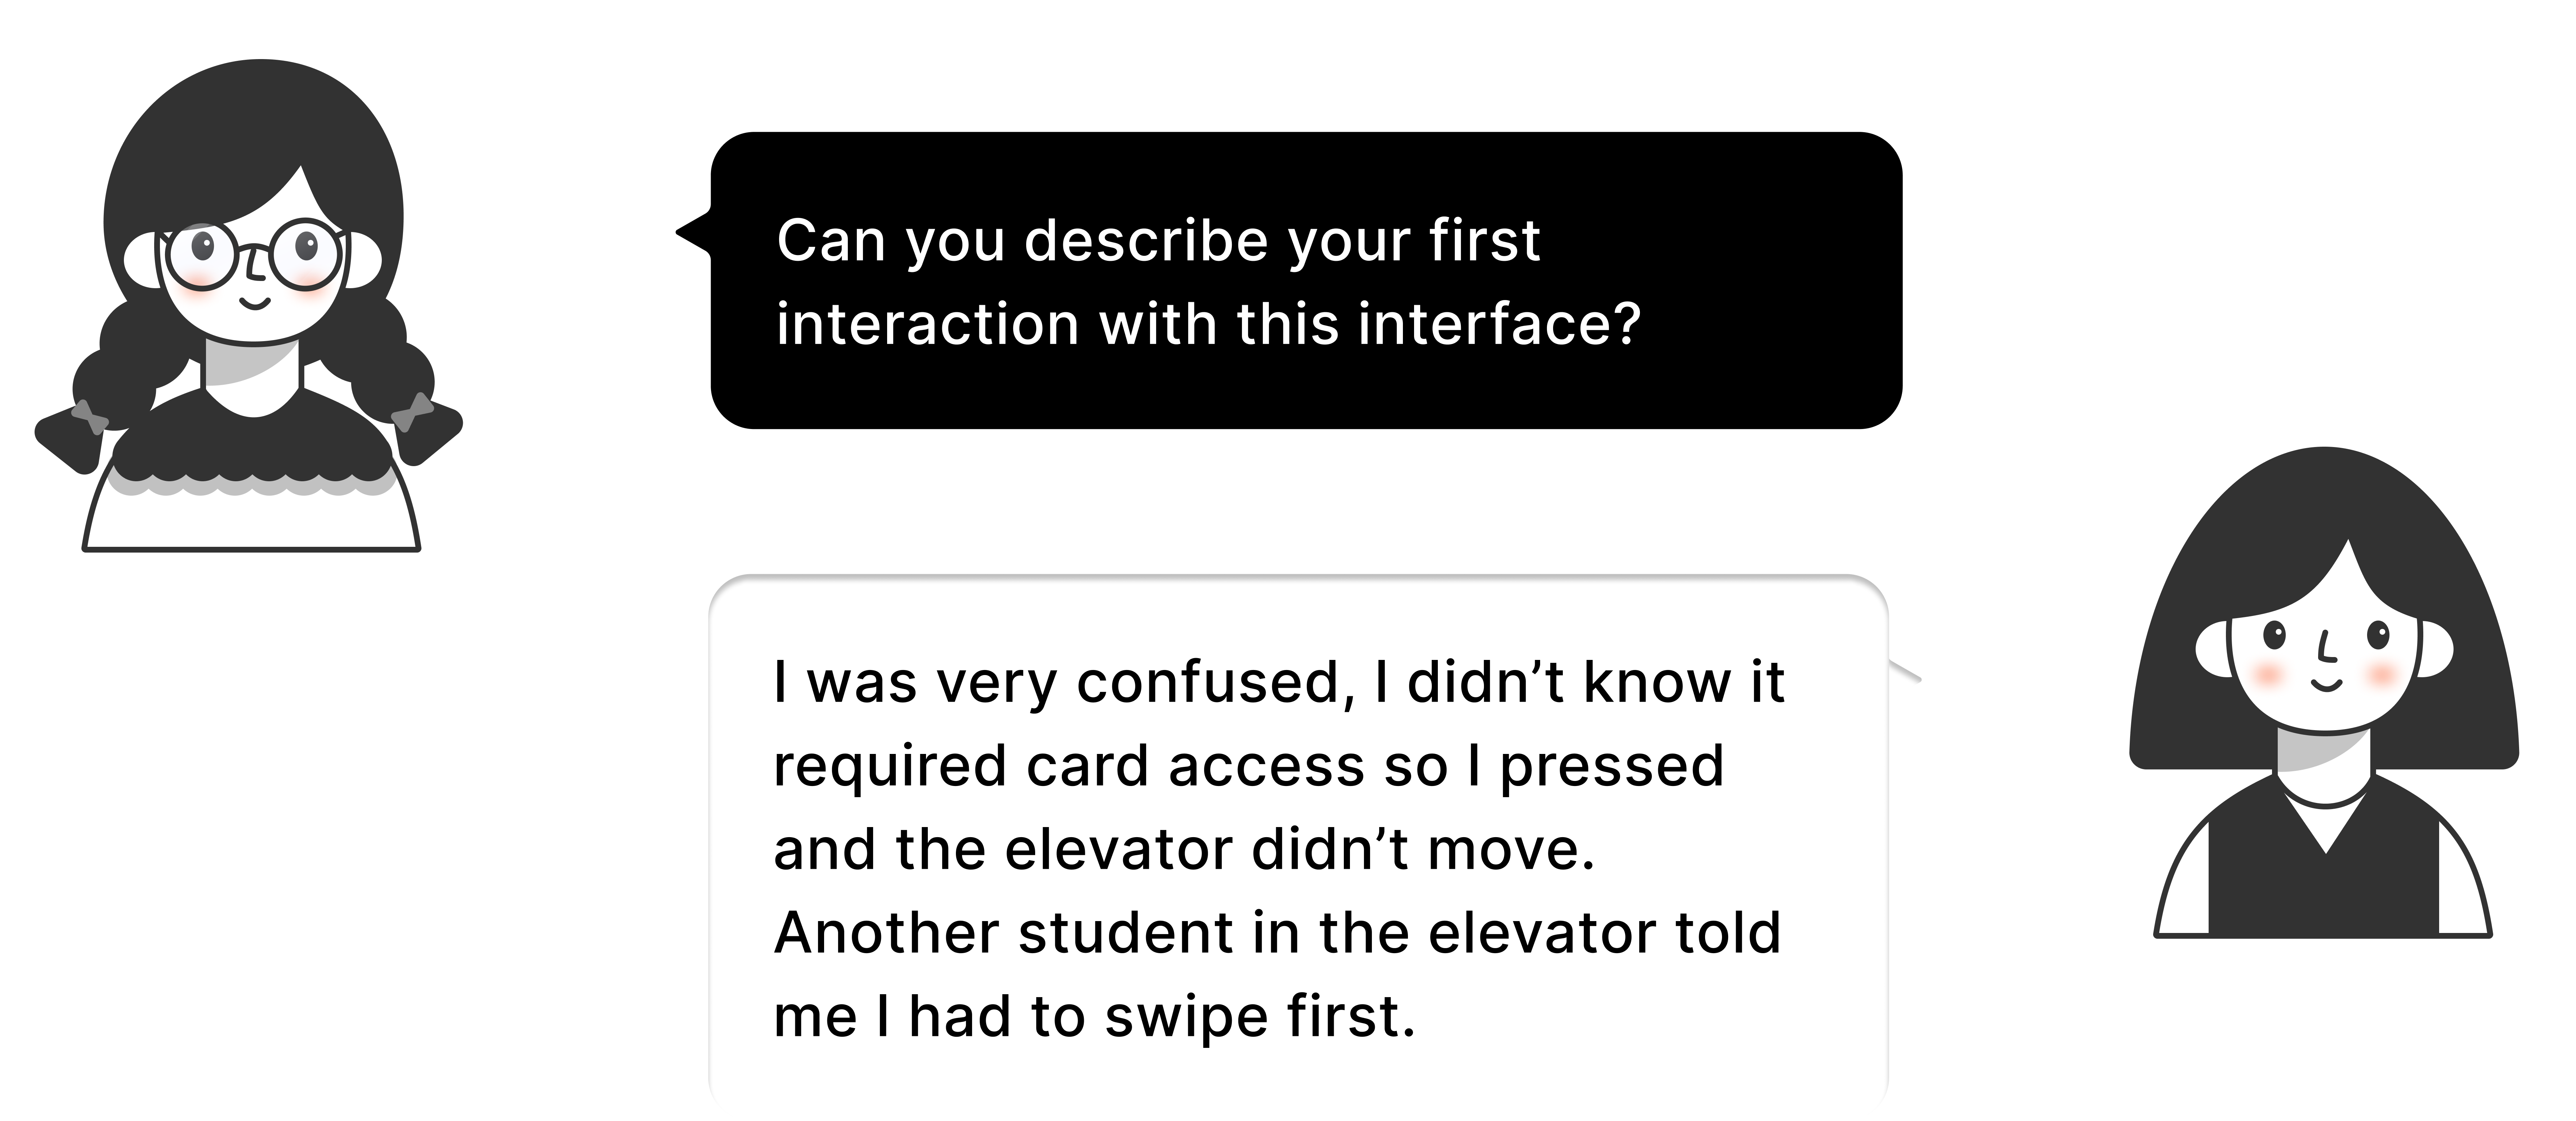 Can you describe your first
interaction with this interface?
I was very confused, I didn’t know it
required card access so I pressed
and the elevator didn’t move.
Another student in the elevator told
me I had to swipe first.